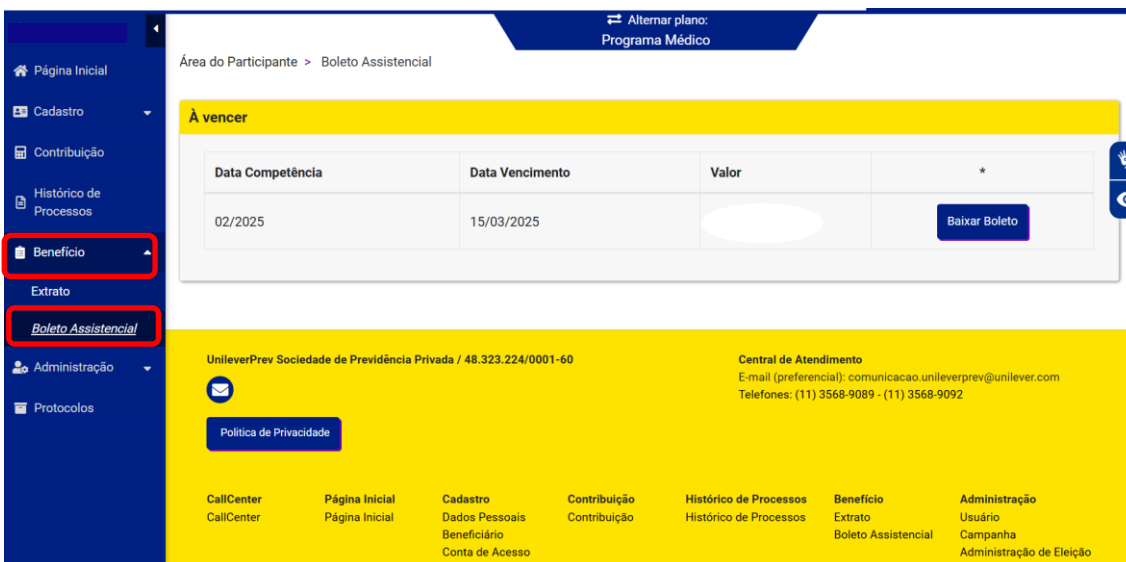 Alternar plano:
Programa Médico
Área do Participante > Boleto Assistencial
Página Inicial
Cadastro
Contribuição
Histórico de
Processos
Benefício
Extrato
Boleto Assistencial
Administração
Protocolos
À vencer
Data Competência Data Vencimento Valor *
02/2025 15/03/2025 Baixar Boleto
UnileverPrev Sociedade de Previdência Privada / 48.323.224/0001-60
Politica de Privacidade
Central de Atendimento
E-mail (preferencial): comunicacao.unileverprev@unilever.com
Telefones: (11) 3568-9089 - (11) 3568-9092
CallCenter Página Inicial Cadastro Contribuição Histórico de Processos Benefício Administração
CallCenter Página Inicial Dados Pessoais Contribuição Histórico de Processos Extrato Usuário
Beneficiário Boleto Assistencial Campanha
Conta de Acesso Administração de Eleição